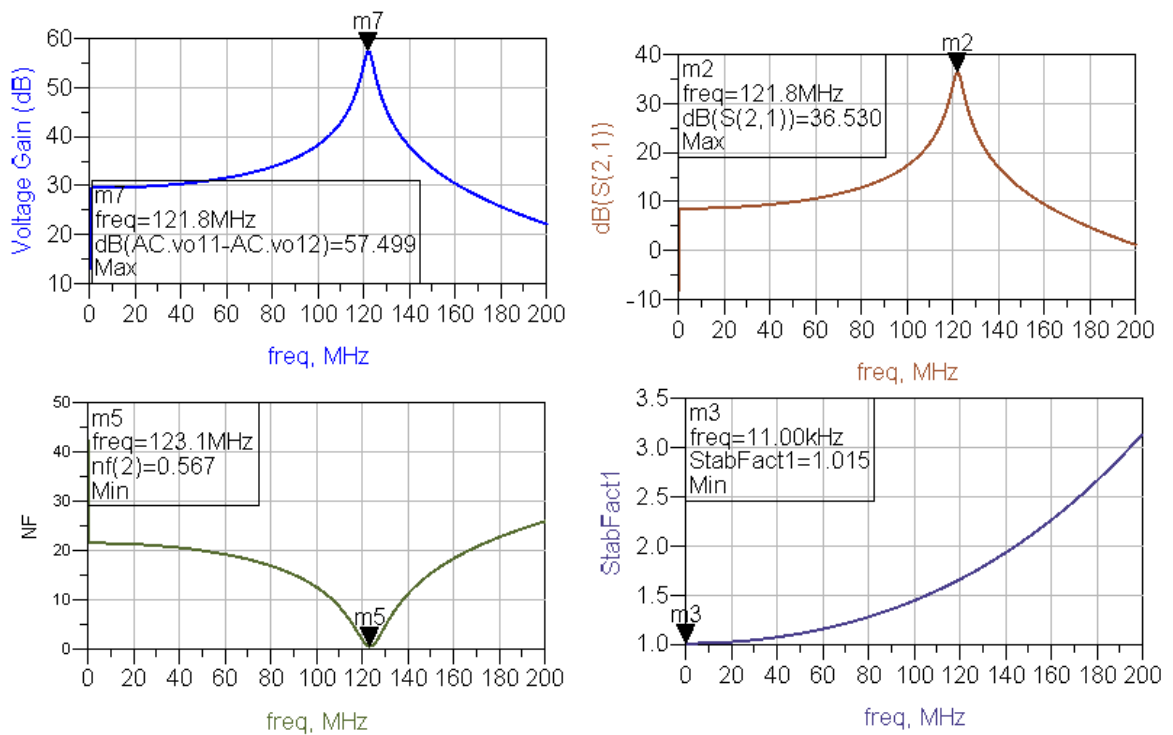 m7
60
50
40
30
20
10
Voltage Gain (dB)
m7
freq=121.8MHz
dB(AC.vo11-AC.vo12)=57.499
Max
0 20 40 60 80 100 120 140 160 180 200
freq, MHz
m2
40
30
20
10
0
-10
dB(S(2,1))
m2
freq=121.8MHz
dB(S(2,1))=36.530
Max
0 20 40 60 80 100 120 140 160 180 200
freq, MHz
50
40
30
20
10
0
NF
m5
freq=123.1MHz
nf(2)=0.567
Min
m5
0 20 40 60 80 100 120 140 160 180 200
freq, MHz
3.5
3.0
2.5
2.0
1.5
1.0
StabFact1
m3
freq=11.00kHz
StabFact1=1.015
Min
m3
0 20 40 60 80 100 120 140 160 180 200
freq, MHz